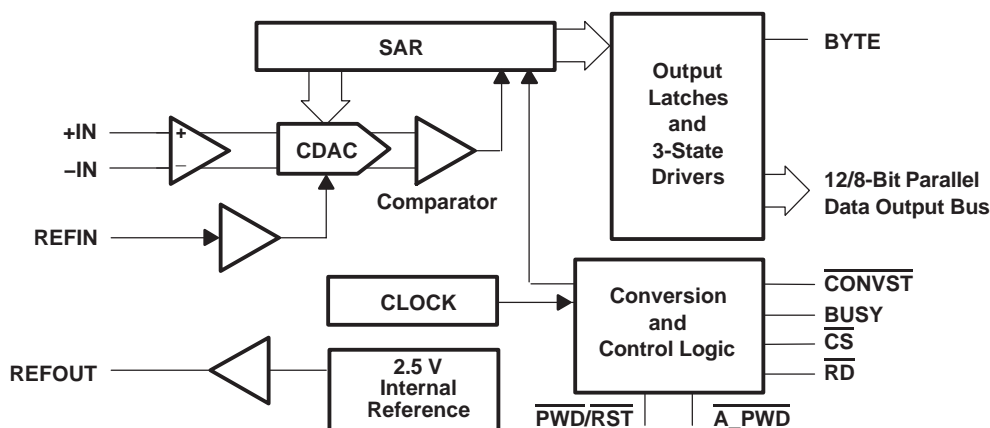 SAR
BYTE
Output
Latches
and
3-State
Drivers
+IN
+
CDAC
–IN
–
12/8-Bit Parallel
Data Output Bus
Comparator
REFIN
CONVST
Conversion
and
Control Logic
CLOCK
BUSY
CS
RD
REFOUT
2.5 V
Internal
Reference
PWD/RST
A_PWD